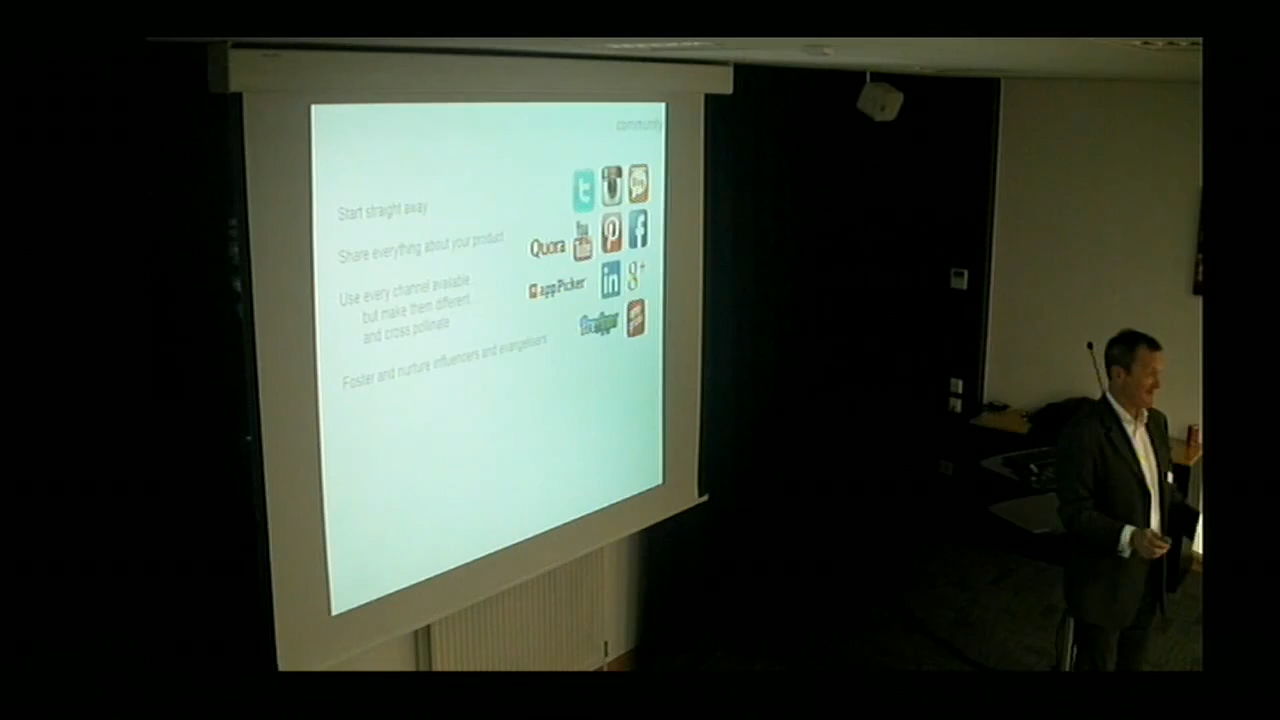 community
Start straight away
Share everything about your product
Use every channel available
but make them different
and cross pollinate
Foster and nurture influencers and evangelisers
You
Tube
Quora
appPicker
in
g+